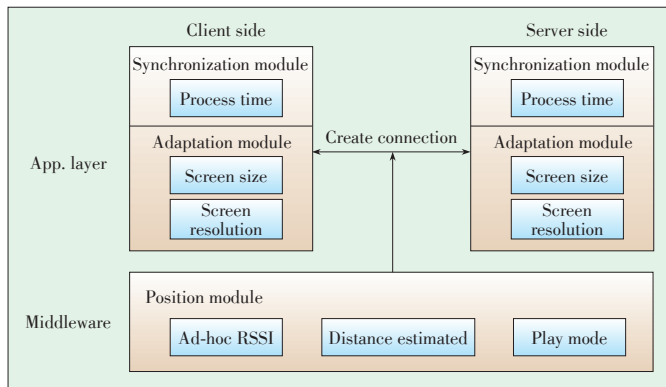 Client side
Server side
Synchronization module
Process time
Synchronization module
Process time
App. layer
Adaptation module
Screen size
Screen
resolution
Create connection
Adaptation module
Screen size
Screen
resolution
Middleware
Position module
Ad-hoc RSSI
Distance estimated
Play mode